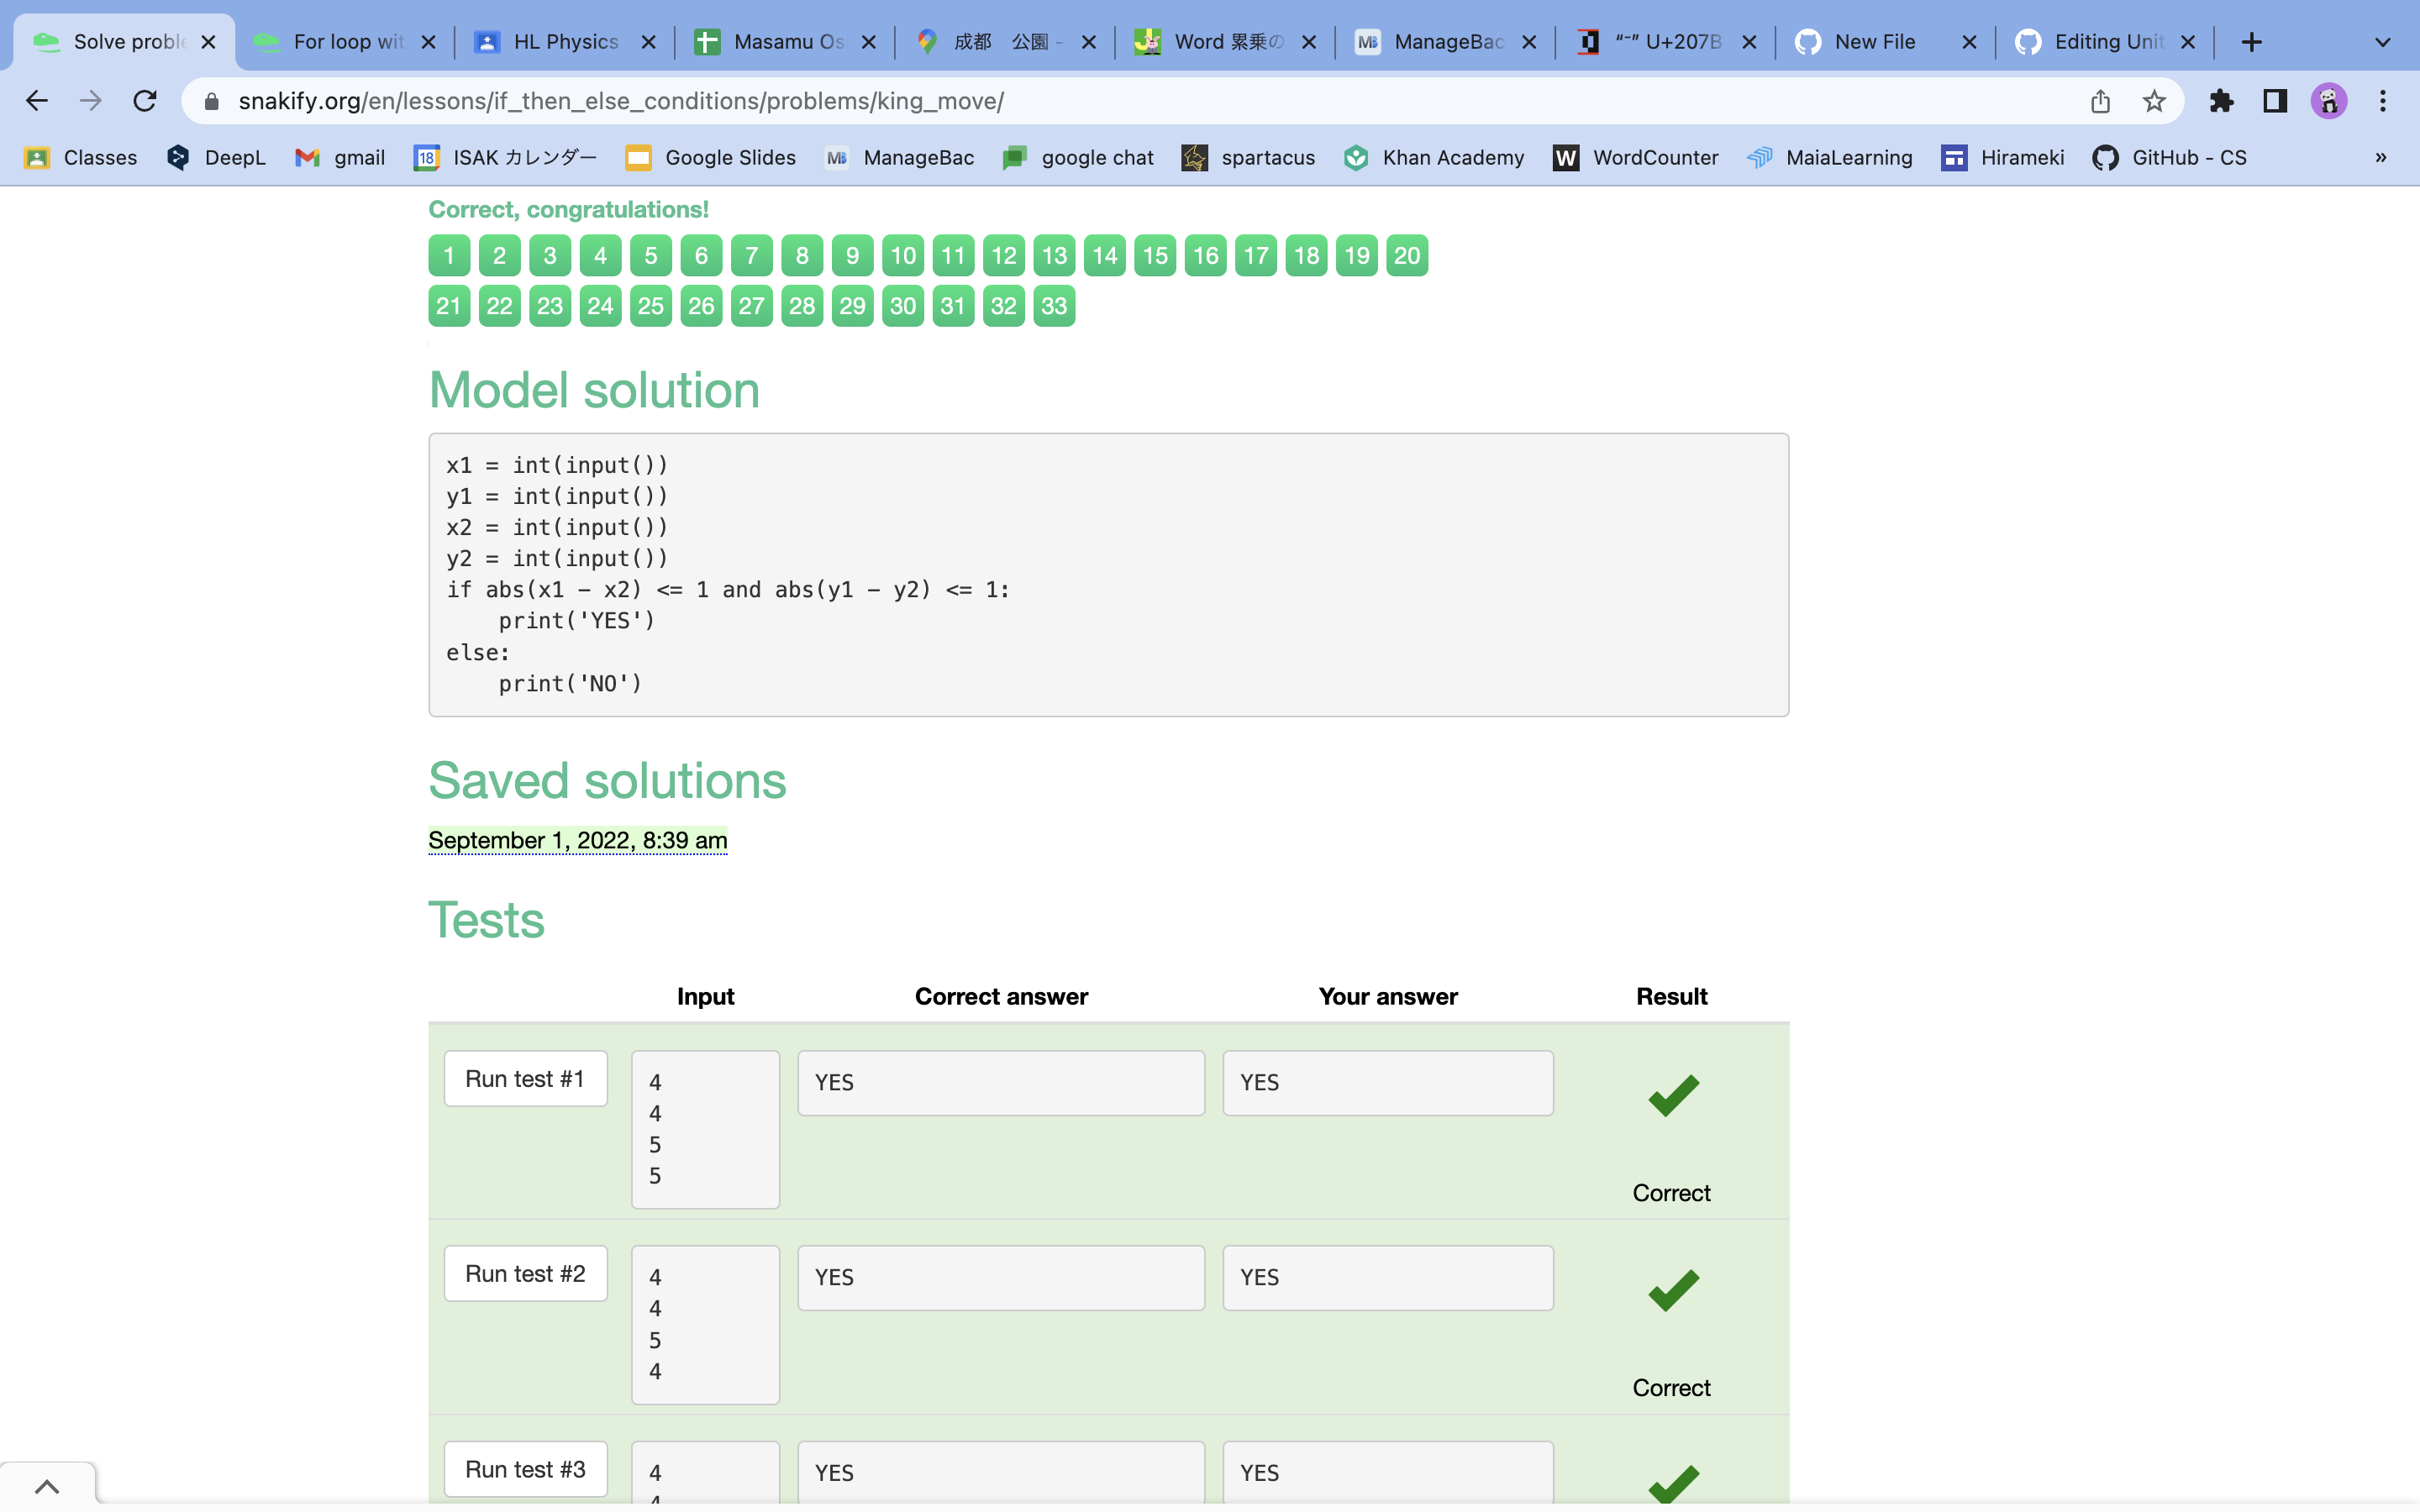 Solve proble
For loop wit
HL Physics
Masamu Os
成都 公園 -
Word 累乗の
ManageBac
“⁻” U+207B
New File
Editing Unit
snakify.org/en/lessons/if_then_else_conditions/problems/king_move/
Classes
DeepL
gmail
18
ISAK カレンダー
Google Slides
MB
ManageBac
google chat
spartacus
Khan Academy
W
WordCounter
MaiaLearning
Hirameki
GitHub - CS
»
Correct, congratulations!
1 2 3 4 5 6 7 8 9 10 11 12 13 14 15 16 17 18 19 20
21 22 23 24 25 26 27 28 29 30 31 32 33
Model solution
x1 = int(input())
y1 = int(input())
x2 = int(input())
y2 = int(input())
if abs(x1 - x2) <= 1 and abs(y1 - y2) <= 1:
    print('YES')
else:
    print('NO')
Saved solutions
September 1, 2022, 8:39 am
Tests
Input Correct answer Your answer Result
Run test #1
4
4
5
5
YES
YES
Correct
Run test #2
4
4
5
4
YES
YES
Correct
Run test #3
4
YES
YES